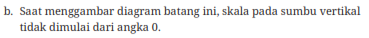 b. Saat menggambar diagram batang ini, skala pada sumbu vertikal
tidak dimulai dari angka 0.